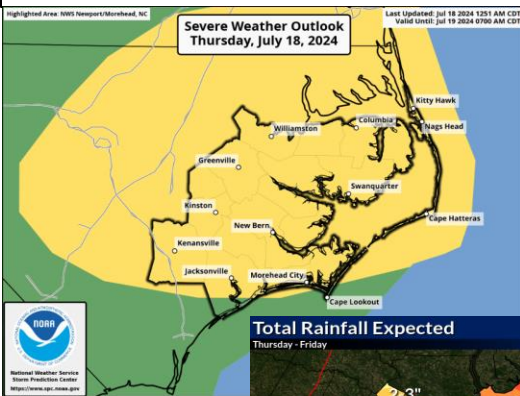 Highlighted Area: NWS Newport/Morehead, NC
Last Updated: Jul 18 2024 1251 AM CDT
Valid Until: Jul 19 2024 0700 AM CDT
Severe Weather Outlook
Thursday, July 18, 2024
Kitty Hawk
Williamston
Columbia
Nags Head
Greenville
Swanquarter
Kinston
Cape Hatteras
New Bern
Kenansville
Jacksonville
Morehead City
Cape Lookout
NOAA
National Weather Service
Storm Prediction Center
https://www.spc.noaa.gov
Total Rainfall Expected
Thursday - Friday
3"